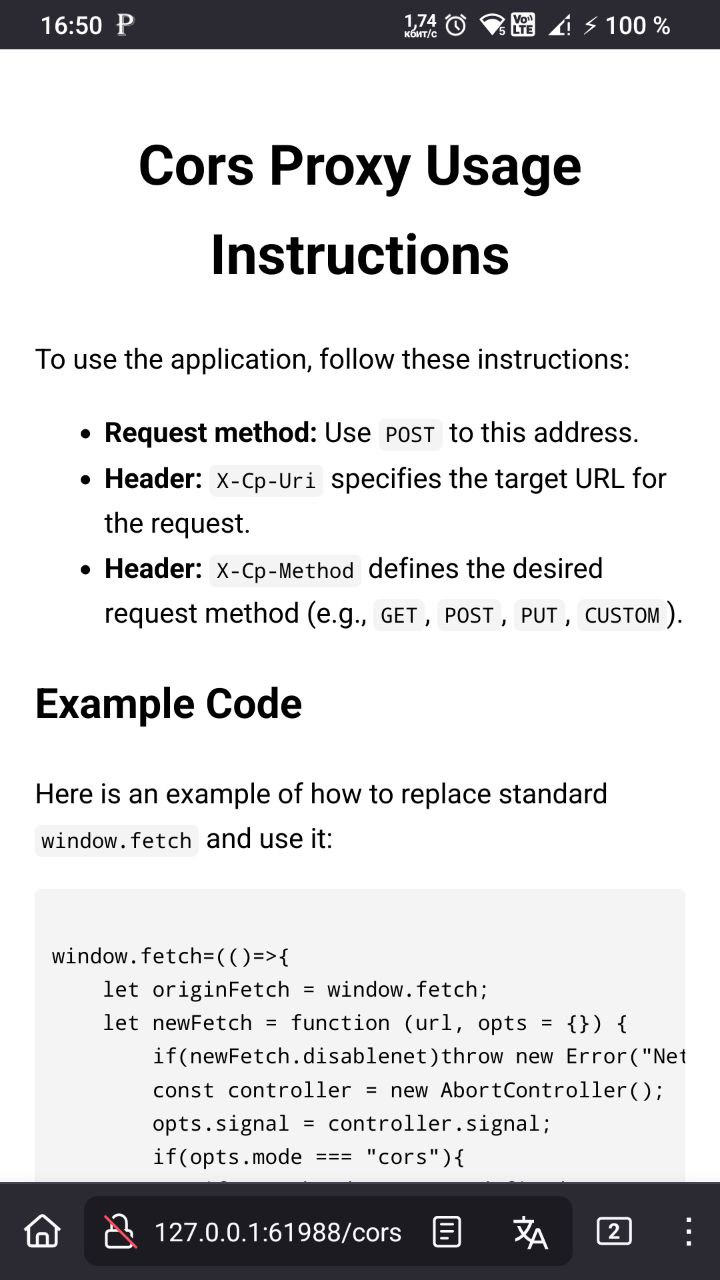 16:50
1,74
кбит/с
5
Vo))
LTE
100 %
Cors Proxy Usage
Instructions
To use the application, follow these instructions:
• Request method: Use POST to this address.
• Header: X-Cp-Uri specifies the target URL for
the request.
• Header: X-Cp-Method defines the desired
request method (e.g., GET, POST, PUT, CUSTOM).
Example Code
Here is an example of how to replace standard
window.fetch and use it:
window.fetch=(()=>{
let originFetch = window.fetch;
let newFetch = function (url, opts = {}) {
if(newFetch.disablenet)throw new Error("Net
const controller = new AbortController();
opts.signal = controller.signal;
if(opts.mode === "cors"){
127.0.0.1:61988/cors
2